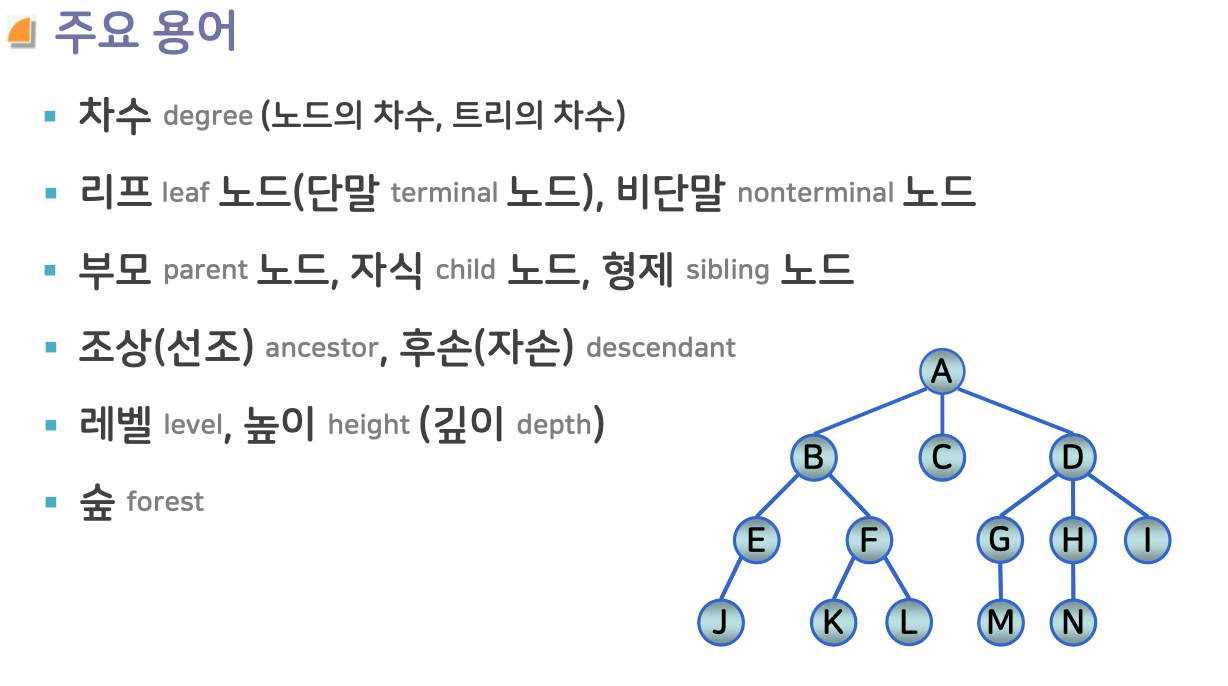 주요 용어
차수 degree (노드의 차수, 트리의 차수)
리프 leaf 노드(단말 terminal 노드), 비단말 nonterminal 노드
부모 parent 노드, 자식 child 노드, 형제 sibling 노드
조상(선조) ancestor, 후손(자손) descendant
레벨 level, 높이 height (깊이 depth)
숲 forest
A
B C D
E F G H I
J K L M N